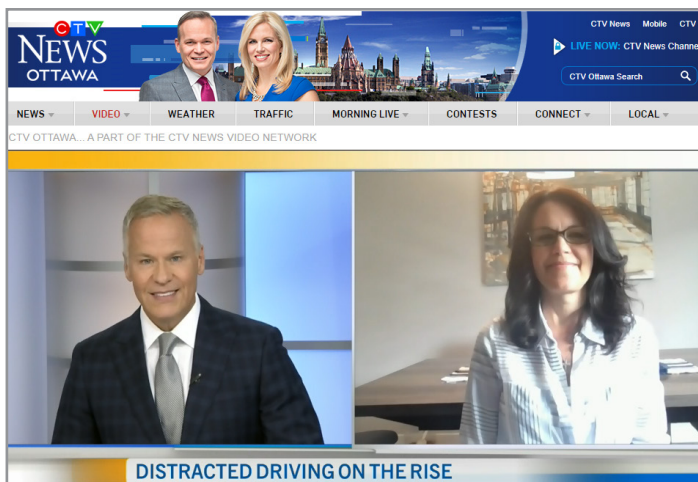 CTV
NEWS
OTTAWA
CTV News Mobile CTV
LIVE NOW: CTV News Channe
CTV Ottawa Search
NEWS VIDEO WEATHER TRAFFIC MORNING LIVE CONTESTS CONNECT LOCAL
CTV OTTAWA... A PART OF THE CTV NEWS VIDEO NETWORK
DISTRACTED DRIVING ON THE RISE